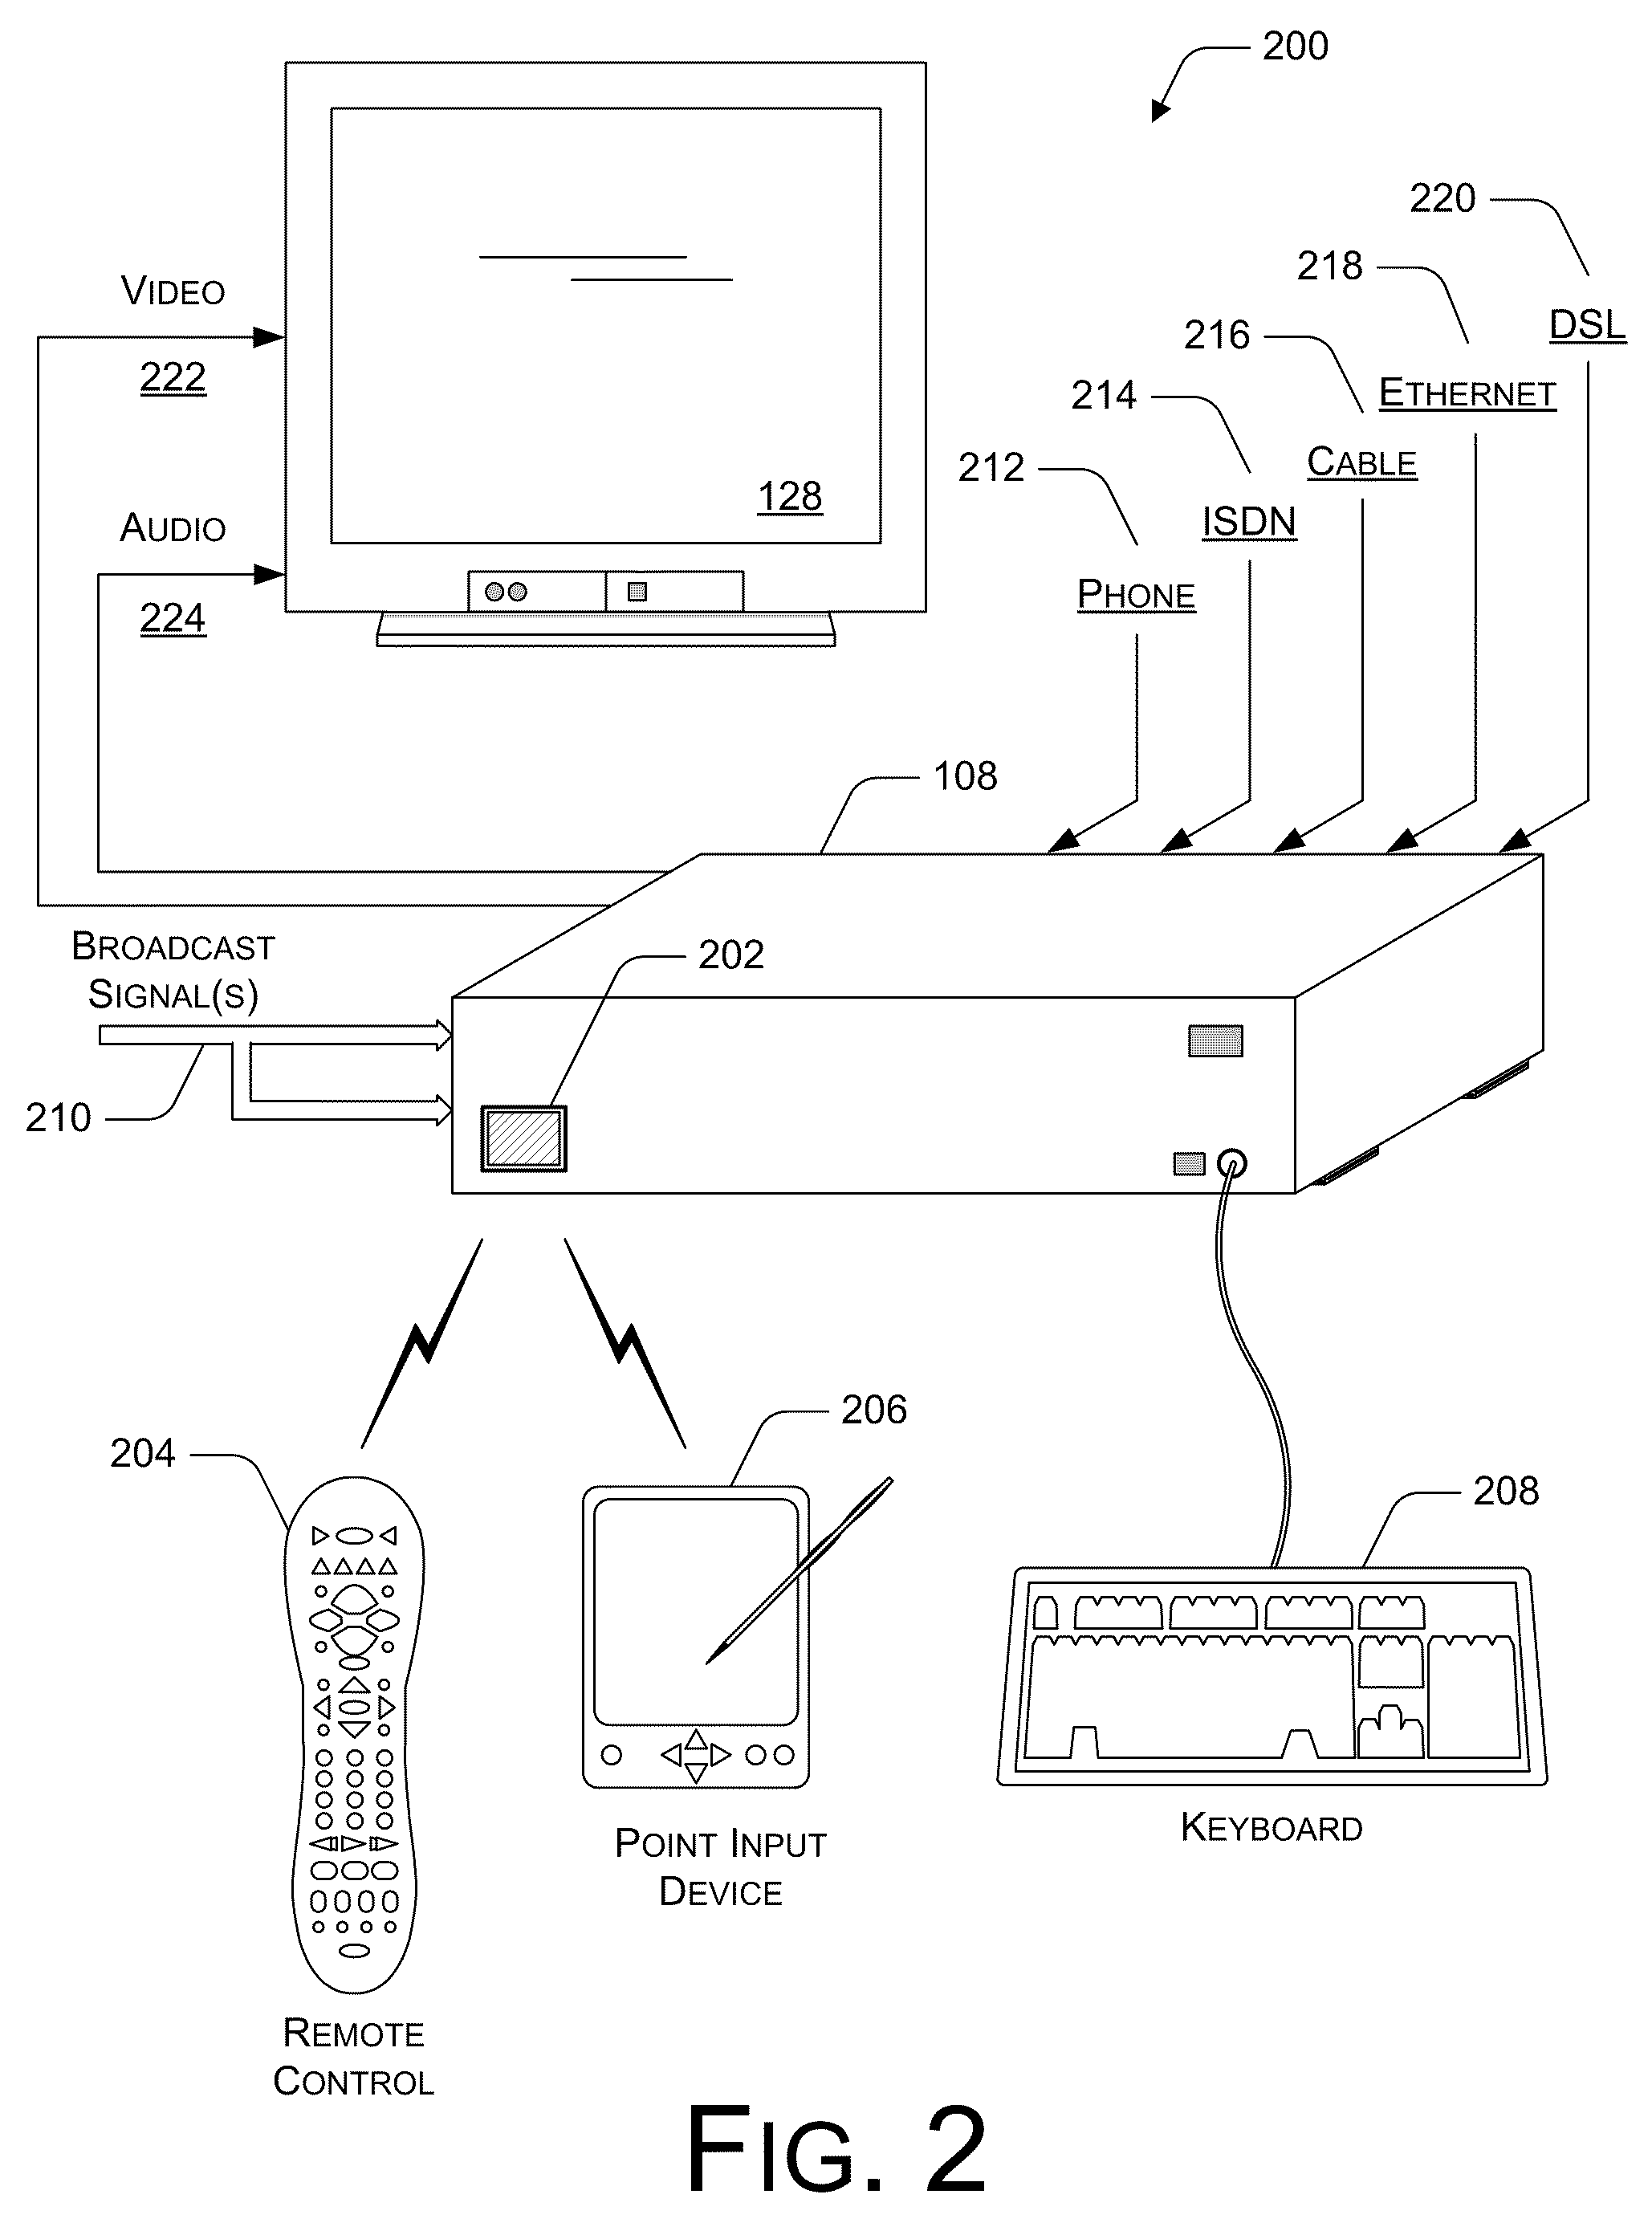 200
220
218
DSL
VIDEO
216
222
ETHERNET
214
CABLE
212
128
ISDN
AUDIO
PHONE
224
108
BROADCAST
SIGNAL(S)
202
210
206
204
208
KEYBOARD
POINT INPUT
DEVICE
REMOTE
CONTROL
FIG. 2